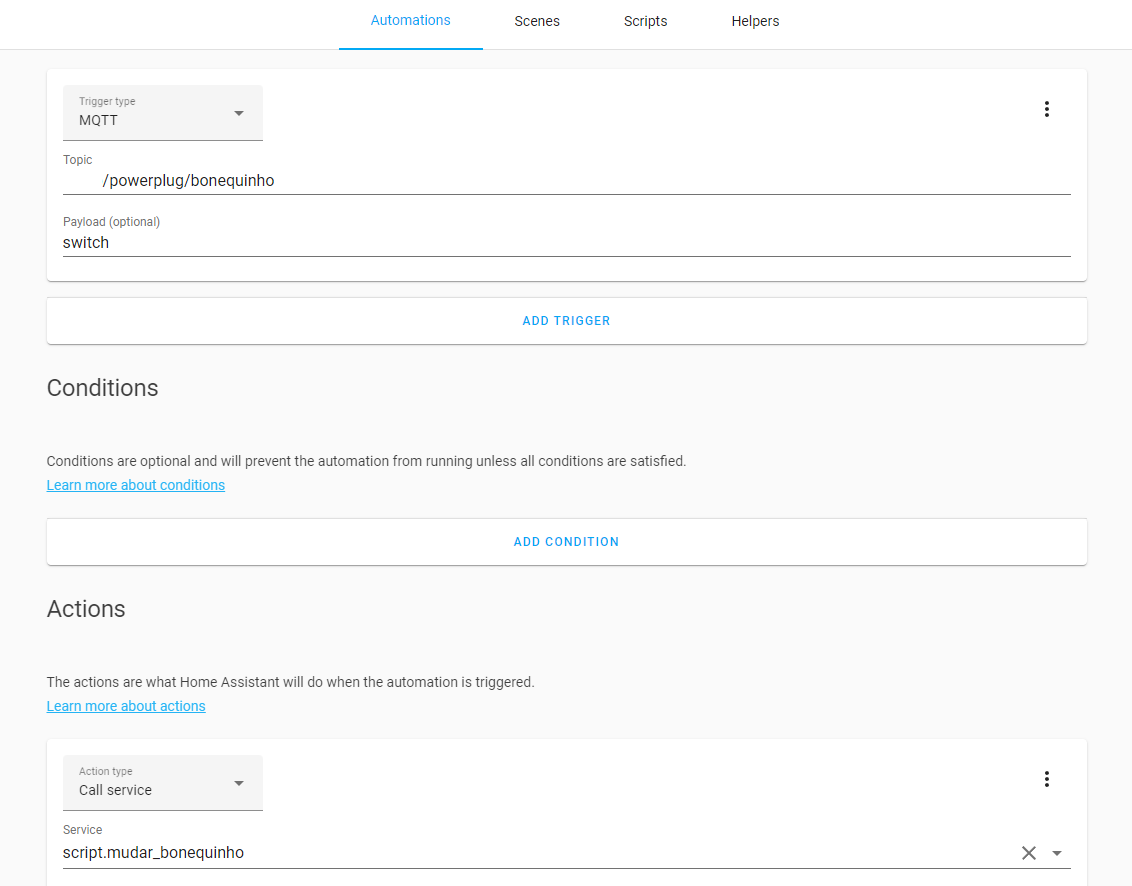 Automations Scenes Scripts Helpers
Trigger type
MQTT
Topic
/powerplug/bonequinho
Payload (optional)
switch
ADD TRIGGER
Conditions
Conditions are optional and will prevent the automation from running unless all conditions are satisfied.
Learn more about conditions
ADD CONDITION
Actions
The actions are what Home Assistant will do when the automation is triggered.
Learn more about actions
Action type
Call service
Service
script.mudar_bonequinho